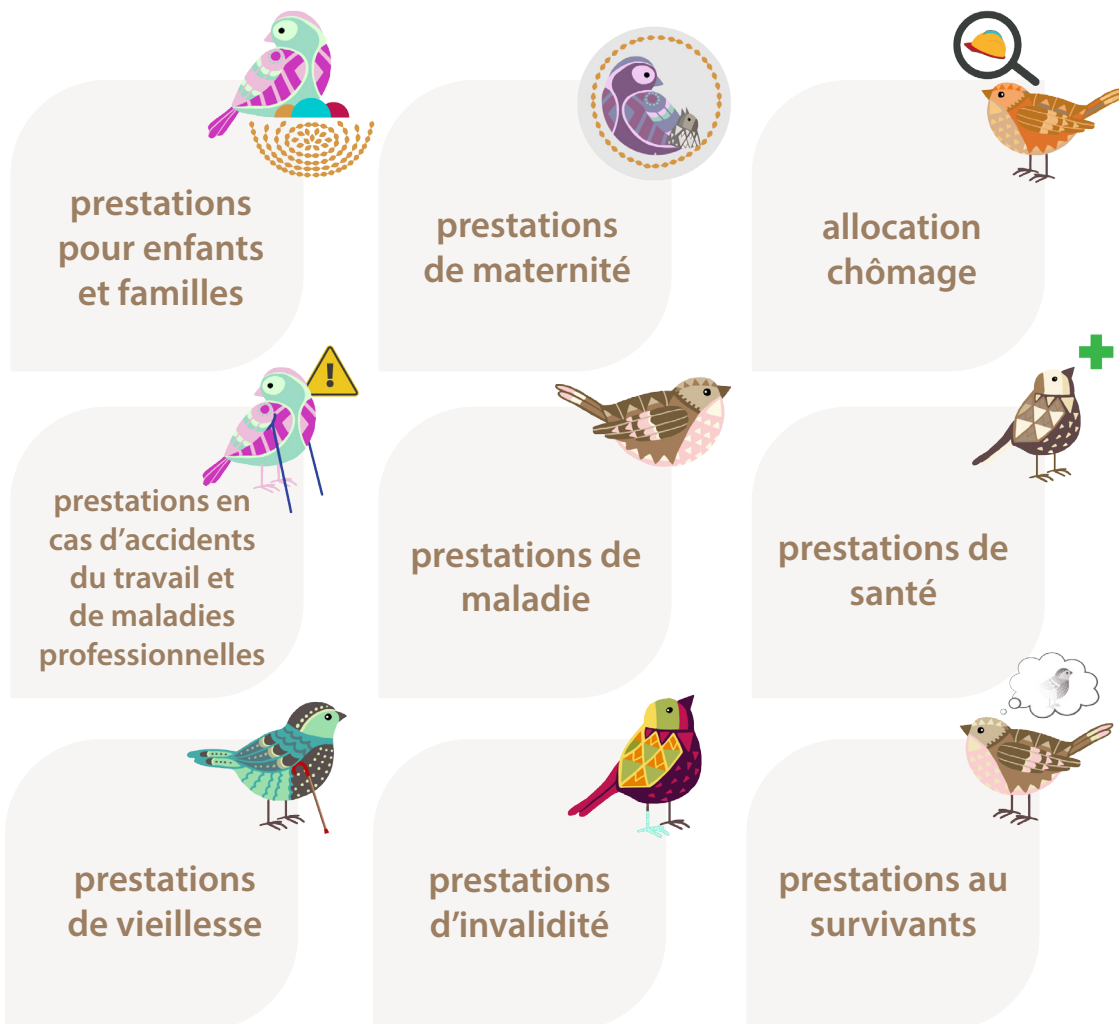 prestations
pour enfants
et familles
prestations
de maternité
allocation
chômage
prestations en
cas d’accidents
du travail et
de maladies
professionnelles
prestations de
maladie
prestations de
santé
prestations
de vieillesse
prestations
d’invalidité
prestations au
survivants